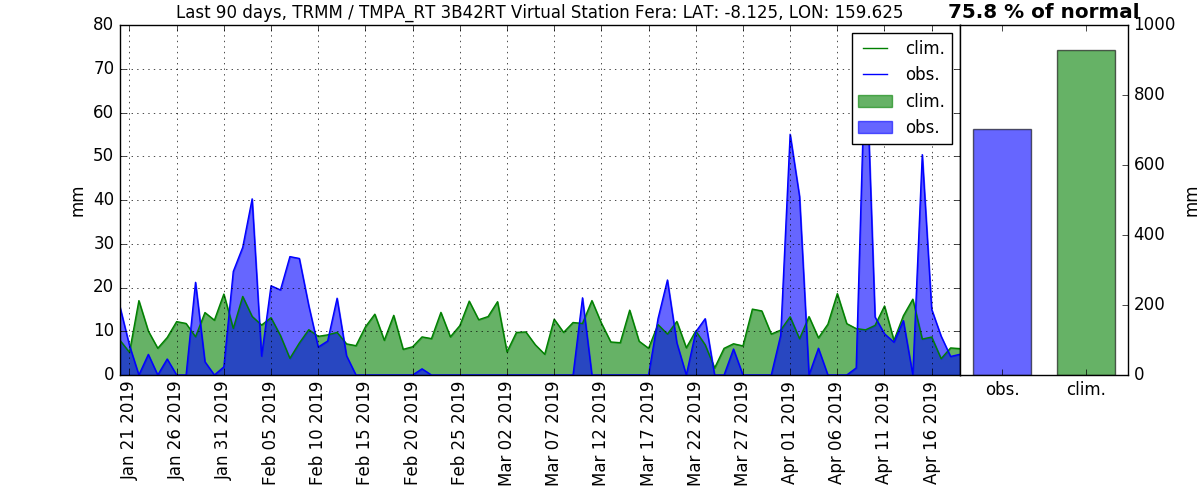 Last 90 days, TRMM / TMPA_RT 3B42RT Virtual Station Fera: LAT: -8.125, LON: 159.625
75.8 % of normal
80
70
60
50
40
30
20
10
0
mm
clim.
obs.
clim.
obs.
Jan 21 2019
Jan 26 2019
Jan 31 2019
Feb 05 2019
Feb 10 2019
Feb 15 2019
Feb 20 2019
Feb 25 2019
Mar 02 2019
Mar 07 2019
Mar 12 2019
Mar 17 2019
Mar 22 2019
Mar 27 2019
Apr 01 2019
Apr 06 2019
Apr 11 2019
Apr 16 2019
1000
800
600
400
200
0
mm
obs.
clim.